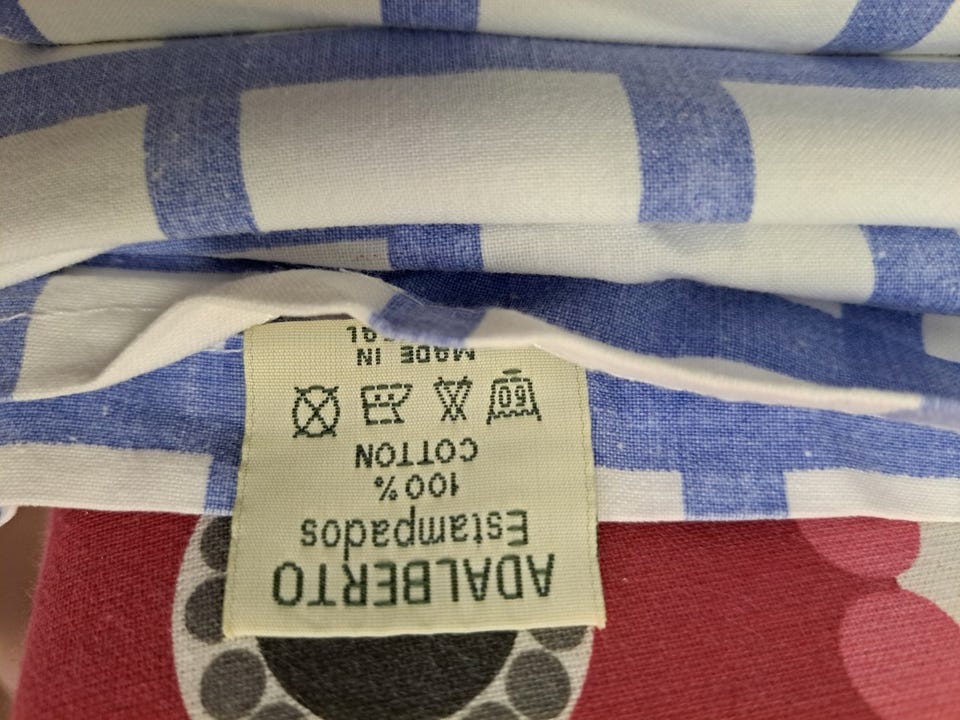 ADALBERTO
Estampados
100%
COTTON
MADE IN